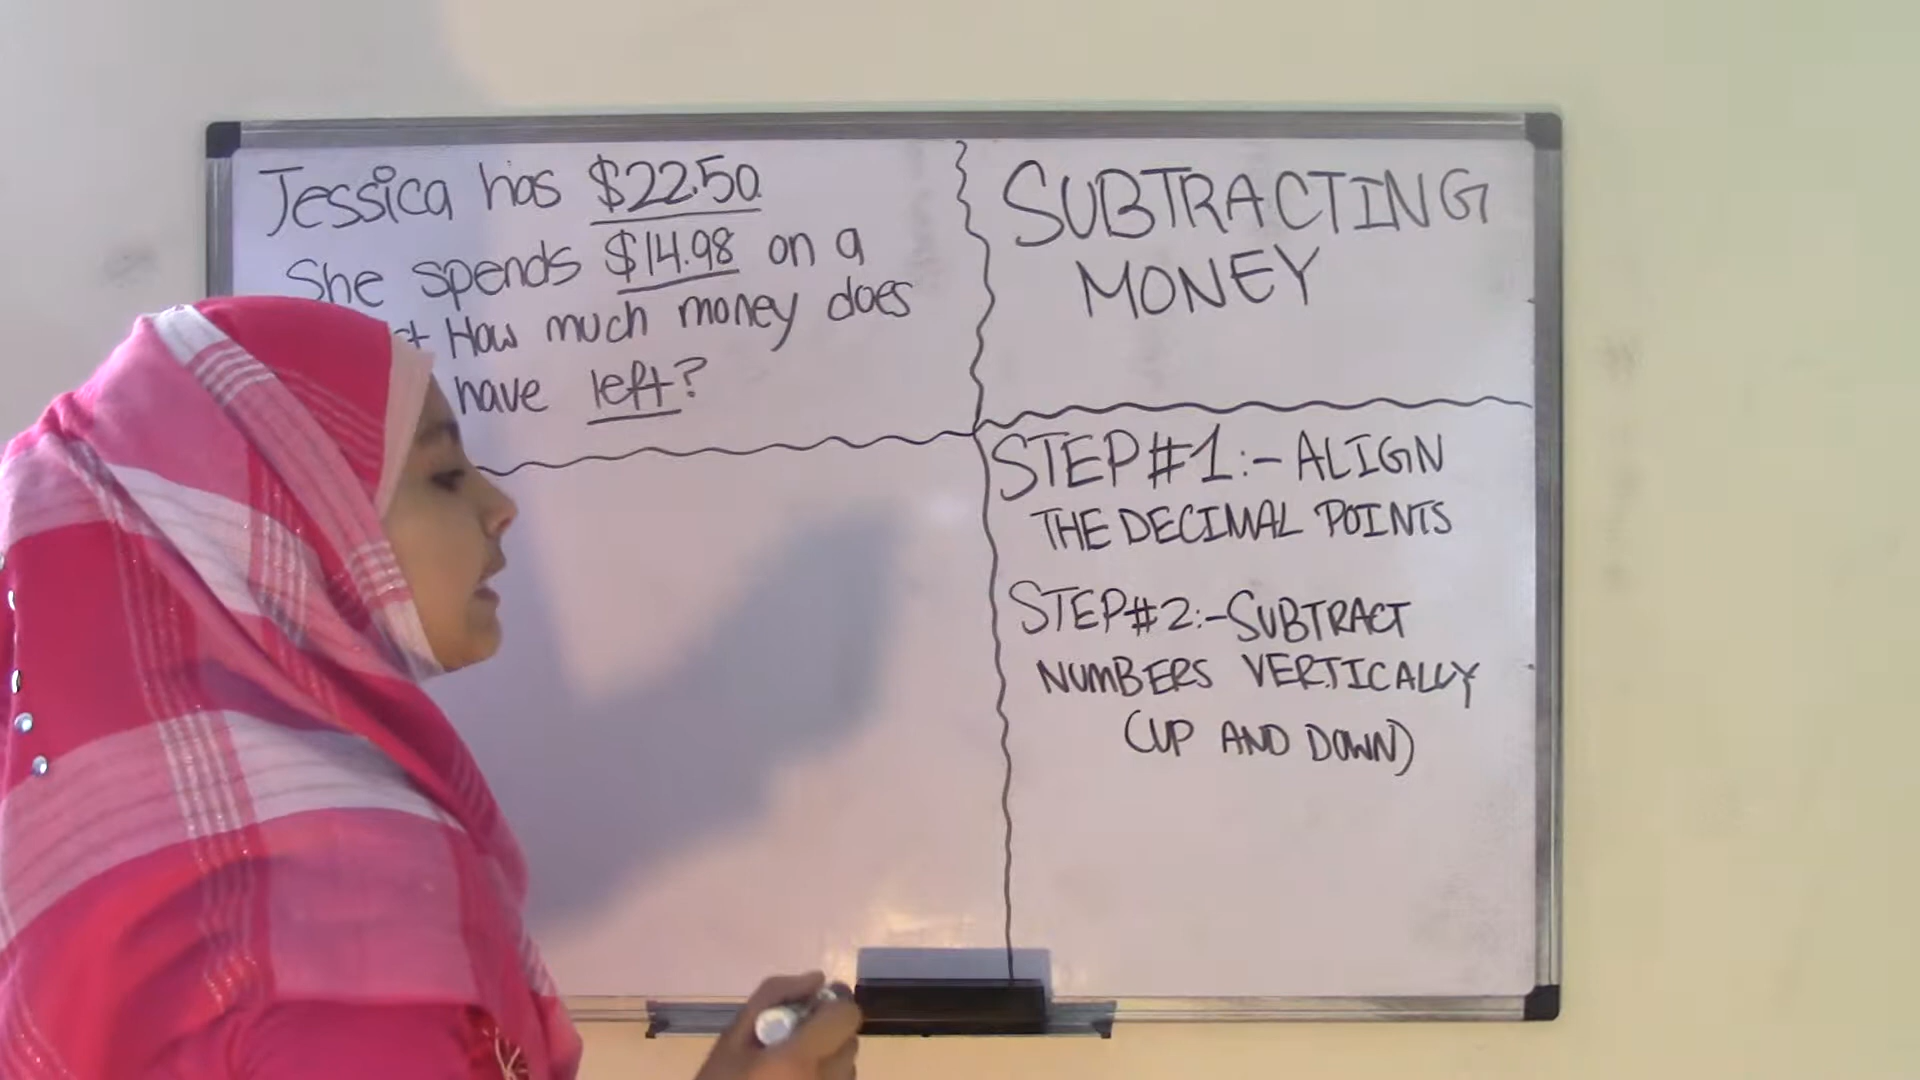 Jessica has $22.50
She spends $14.98 on a
How much money does
have left?
SUBTRACTING
MONEY
STEP #1:- ALIGN
THE DECIMAL POINTS
STEP #2:- SUBTRACT
NUMBERS VERTICALLY
(UP AND DOWN)